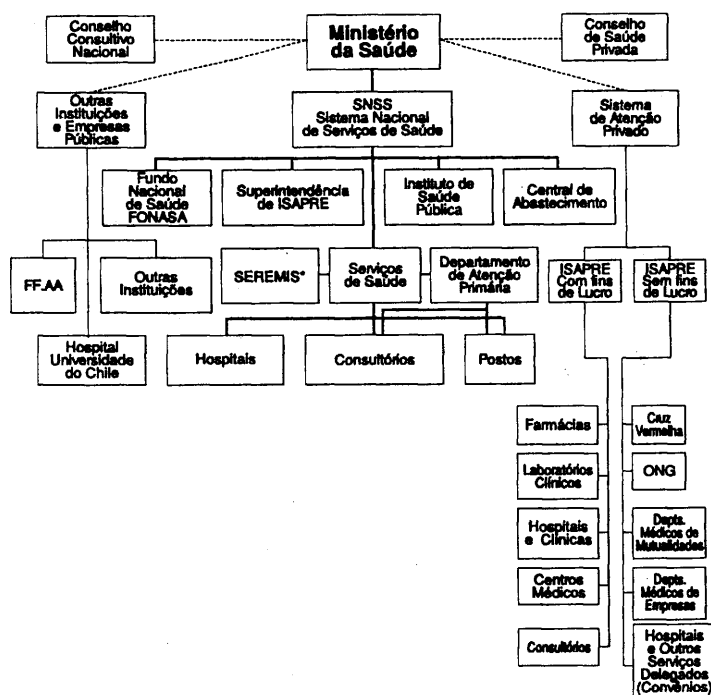 Conselho
Consultivo
Nacional
Ministério
da Saúde
Conselho
de Saúde
Privada
Outras
Instituições
e Empresas
Públicas
SNSS
Sistema Nacional
de Serviços de Saúde
Sistema
de Atenção
Privado
Fundo
Nacional
de Saúde
FONASA
Superintendência
de ISAPRE
Instituto de
Saúde
Pública
Central de
Abastecimento
FF.AA
Outras
Instituições
SEREMIS*
Serviços
de Saúde
Departamento
de Atenção
Primária
ISAPRE
Com fins
de Lucro
ISAPRE
Sem fins
de Lucro
Hospital
Universidade
do Chile
Hospitais
Consultórios
Postos
Farmácias
Cruz
Vermelha
Laboratórios
Clínicos
ONG
Hospitais
e Clínicas
Depts.
Médicos de
Mutualidades
Centros
Médicos
Depts.
Médicos de
Empresas
Consultórios
Hospitais
e Outros
Serviços
Delegados
(Convênios)